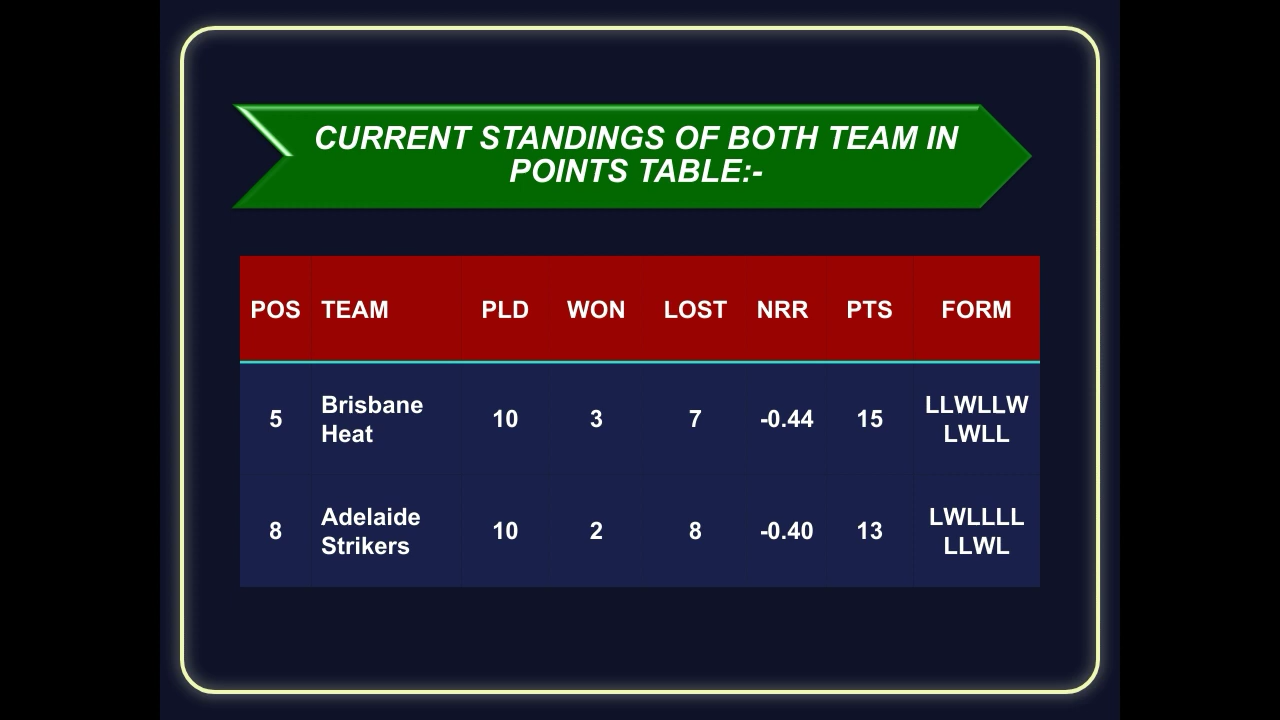 CURRENT STANDINGS OF BOTH TEAM IN
POINTS TABLE:-
POS TEAM PLD WON LOST NRR PTS FORM
Brisbane LLWLLW
5 10 3 7 -0.44 15
Heat LWLL
Adelaide LWLLLL
8 10 2 8 -0.40 13
Strikers LLWL